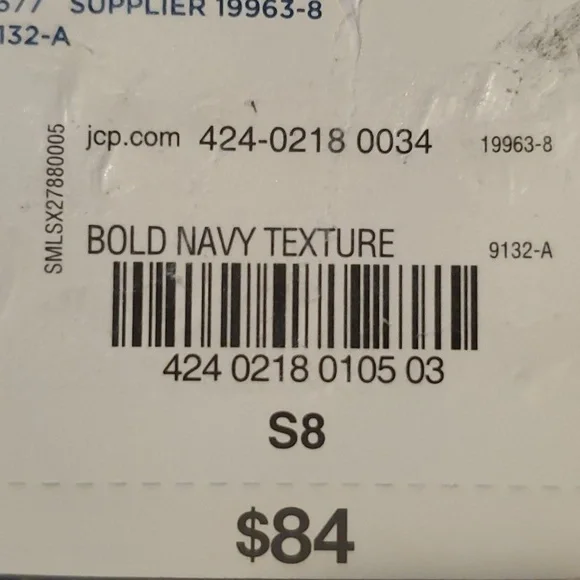 SUPPLIER 19963-8
132-A
jcp.com 424-0218 0034 19963-8
SMLSX27880005
BOLD NAVY TEXTURE 9132-A
424 0218 0105 03
S8
$84